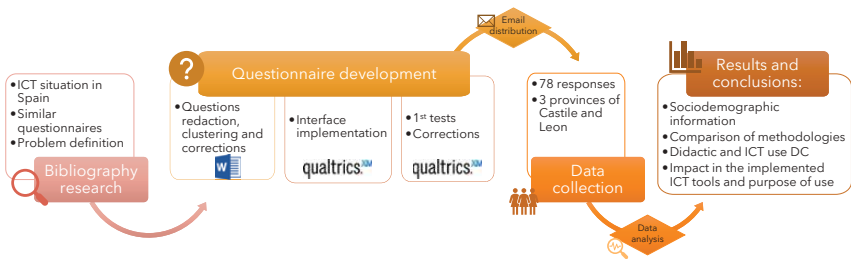 •ICT situation in
Spain
•Similar
questionnaires
•Problem definition
Bibliography
research
?
Questionnaire development
•Questions
redaction,
clustering and
corrections
W
•Interface
implementation
qualtrics.XM
•1st tests
•Corrections
qualtrics.XM
Email
distribution
•78 responses
•3 provinces of
Castile and
Leon
Data
collection
Data
analysis
Results and
conclusions:
•Sociodemographic
information
•Comparison of methodologies
•Didactic and ICT use DC
•Impact in the implemented
ICT tools and purpose of use